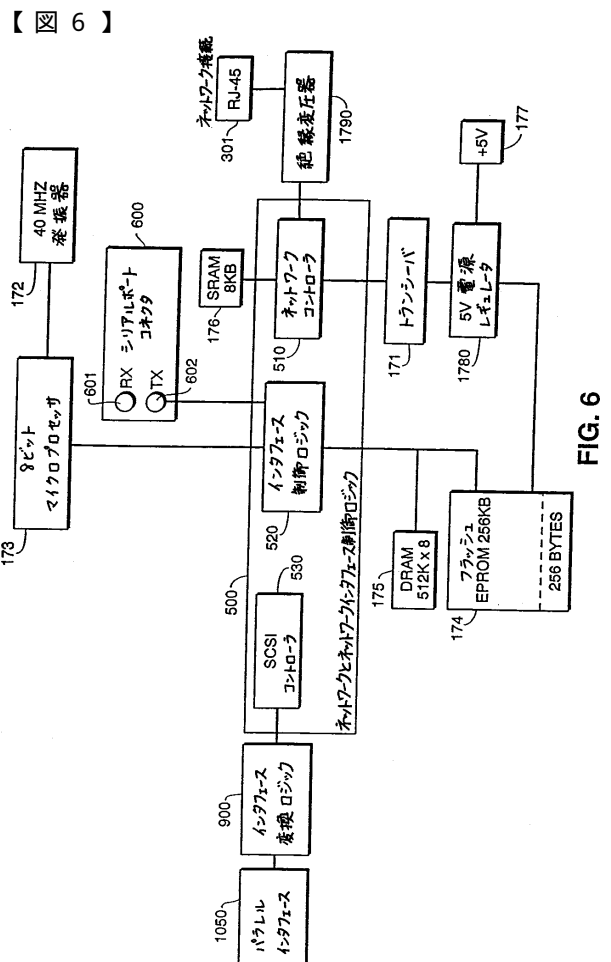 【図6】
ネットワーク接続
RJ-45
301
絶縁変圧器
1790
+5V
177
40 MHZ
発振器
172
600
シリアルポート
コネクタ
RX
TX
601
602
SRAM
8KB
176
ネットワーク
コントローラ
510
トランシーバ
171
5V 電源
レギュレータ
1780
8ビット
マイクロプロセッサ
173
インタフェース
制御ロジック
520
DRAM
512K x 8
175
フラッシュ
EPROM 256KB
256 BYTES
174
500
530
SCSI
コントローラ
ネットワークとネットワークインタフェース制御ロジック
900
インタフェース
変換ロジック
1050
パラレル
インタフェース
FIG. 6